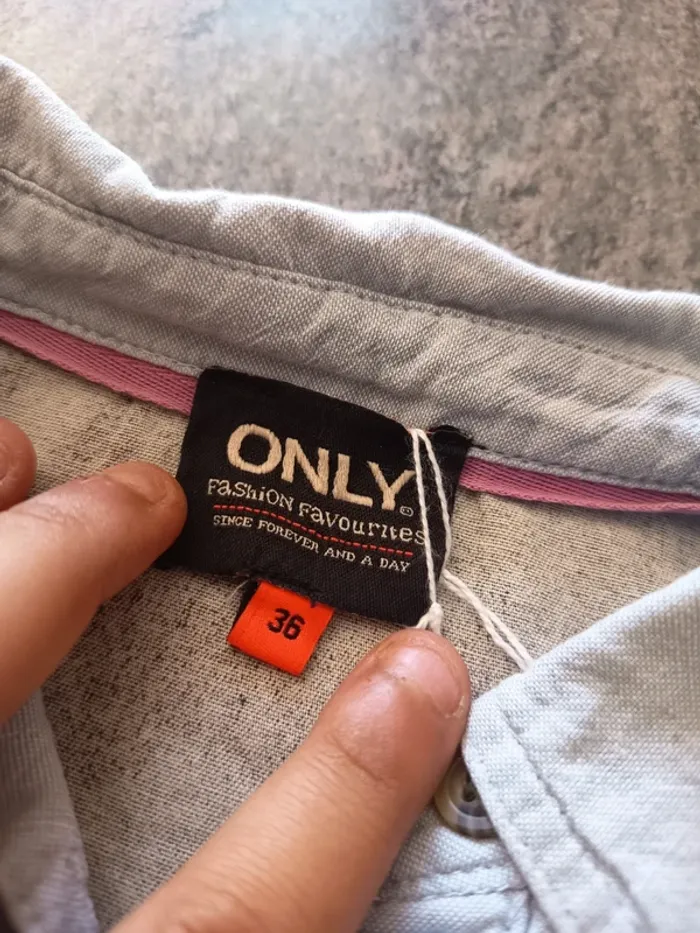 ONLY
FaShiON FavouriteS
SINCE FOREVER AND A DAY
36